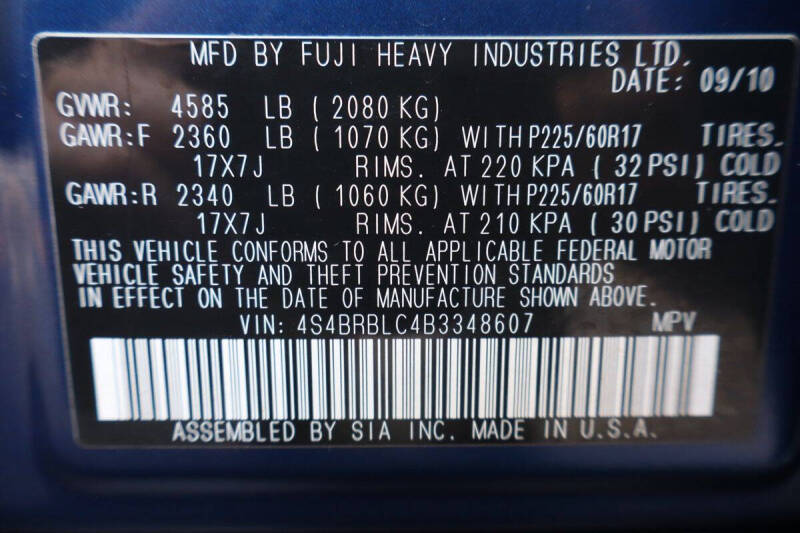 MFD BY FUJI HEAVY INDUSTRIES LTD.
DATE: 09/10
GVWR: 4585 LB ( 2080 KG)
GAWR:F 2360 LB ( 1070 KG) WITH P225/60R17 TIRES.
17X7J RIMS. AT 220 KPA ( 32 PSI) COLD
GAWR:R 2340 LB ( 1060 KG) WITH P225/60R17 TIRES.
17X7J RIMS. AT 210 KPA ( 30 PSI) COLD
THIS VEHICLE CONFORMS TO ALL APPLICABLE FEDERAL MOTOR
VEHICLE SAFETY AND THEFT PREVENTION STANDARDS
IN EFFECT ON THE DATE OF MANUFACTURE SHOWN ABOVE.
VIN: 4S4BRBLC4B3348607 MPV
ASSEMBLED BY SIA INC. MADE IN U.S.A.